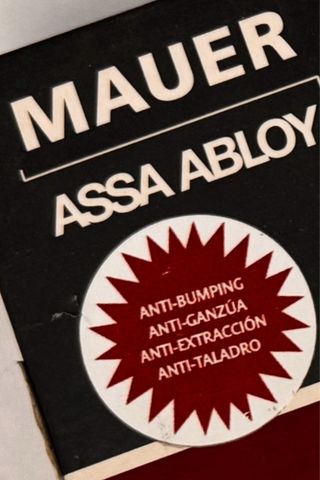 MAUER
ASSA ABLOY
ANTI-BUMPING
ANTI-GANZÚA
ANTI-EXTRACCIÓN
ANTI-TALADRO